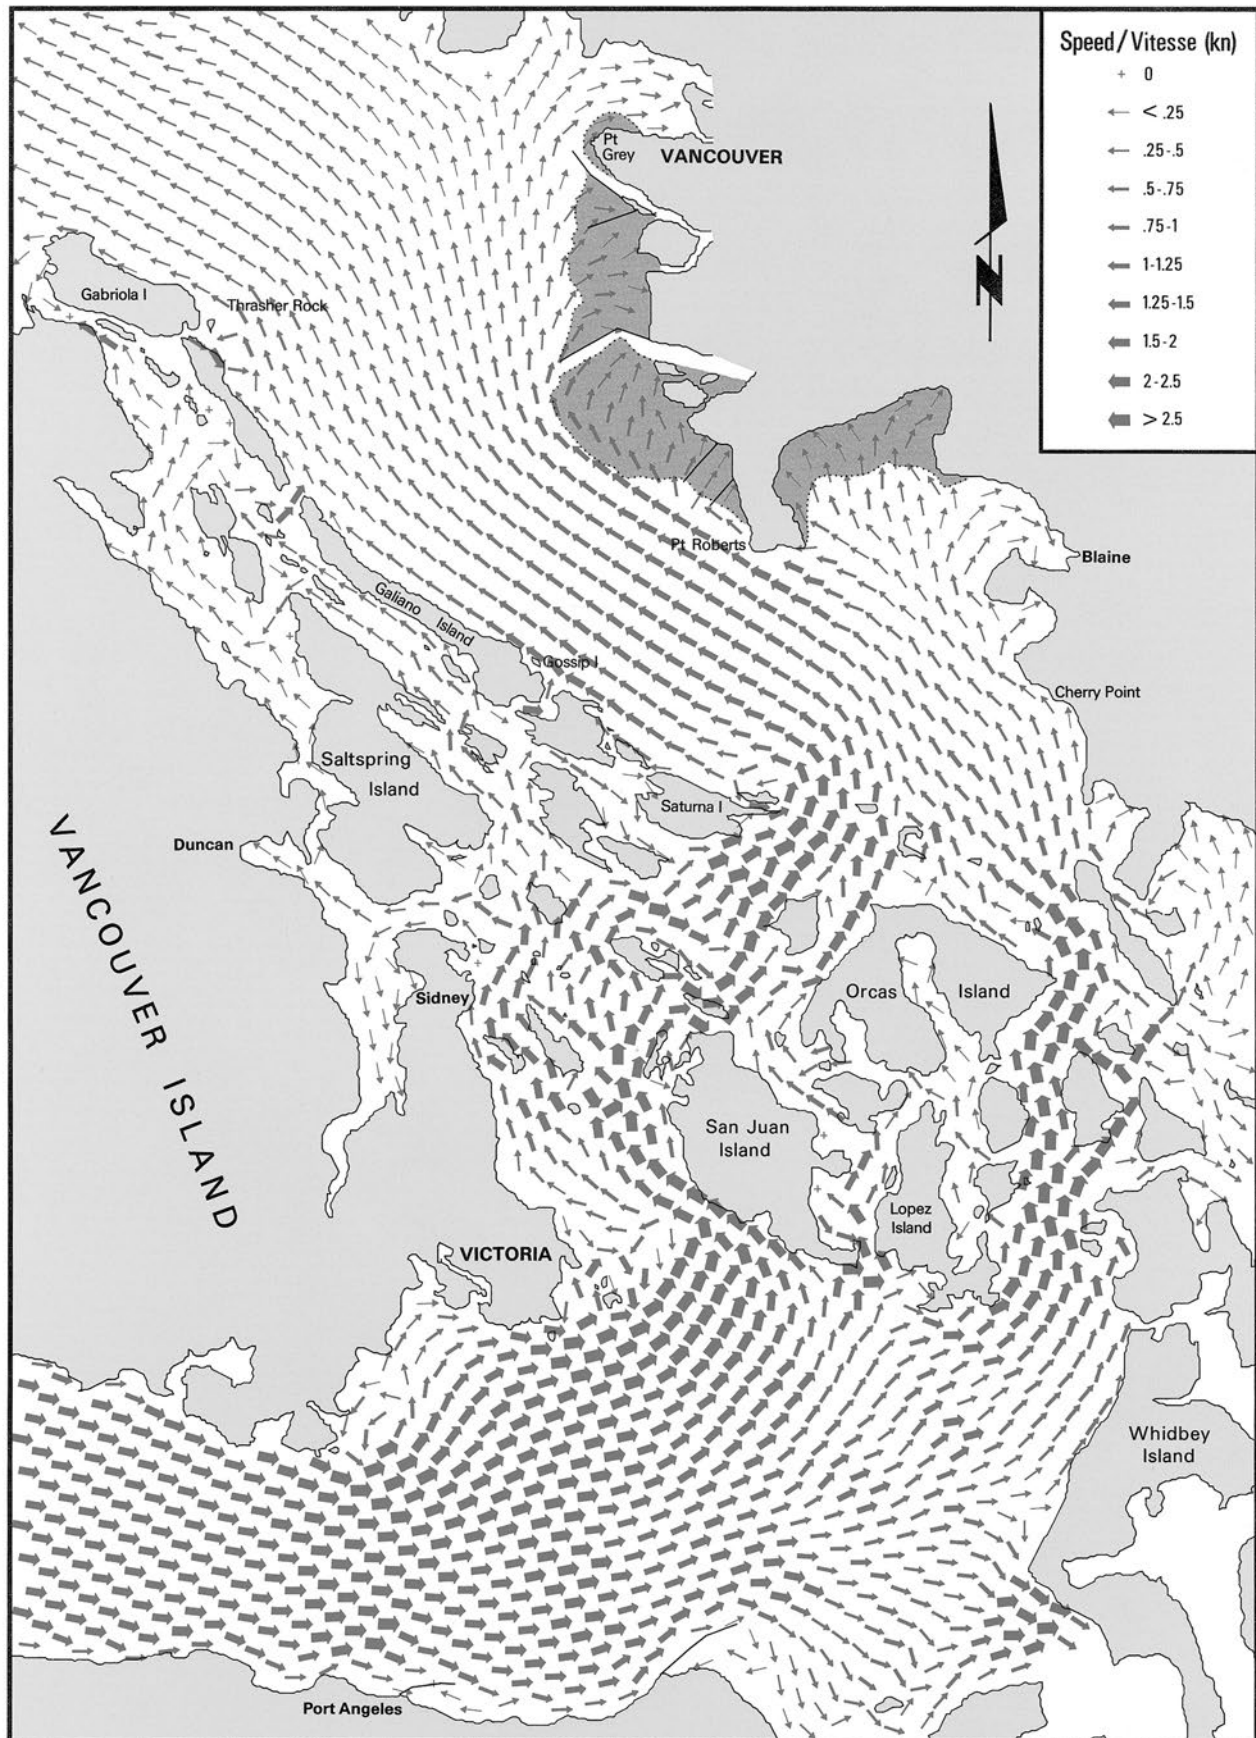 Speed/Vitesse (kn)
0
< .25
.25-.5
.5-.75
.75-1
1-1.25
1.25-1.5
1.5-2
2-2.5
> 2.5
N
Pt
Grey
VANCOUVER
Gabriola I
Thrasher Rock
Pt Roberts
Blaine
Galiano
Island
Gossip I
Cherry Point
Saltspring
Island
Saturna I
Duncan
VANCOUVER ISLAND
Sidney
Orcas Island
San Juan
Island
Lopez
Island
VICTORIA
Whidbey
Island
Port Angeles